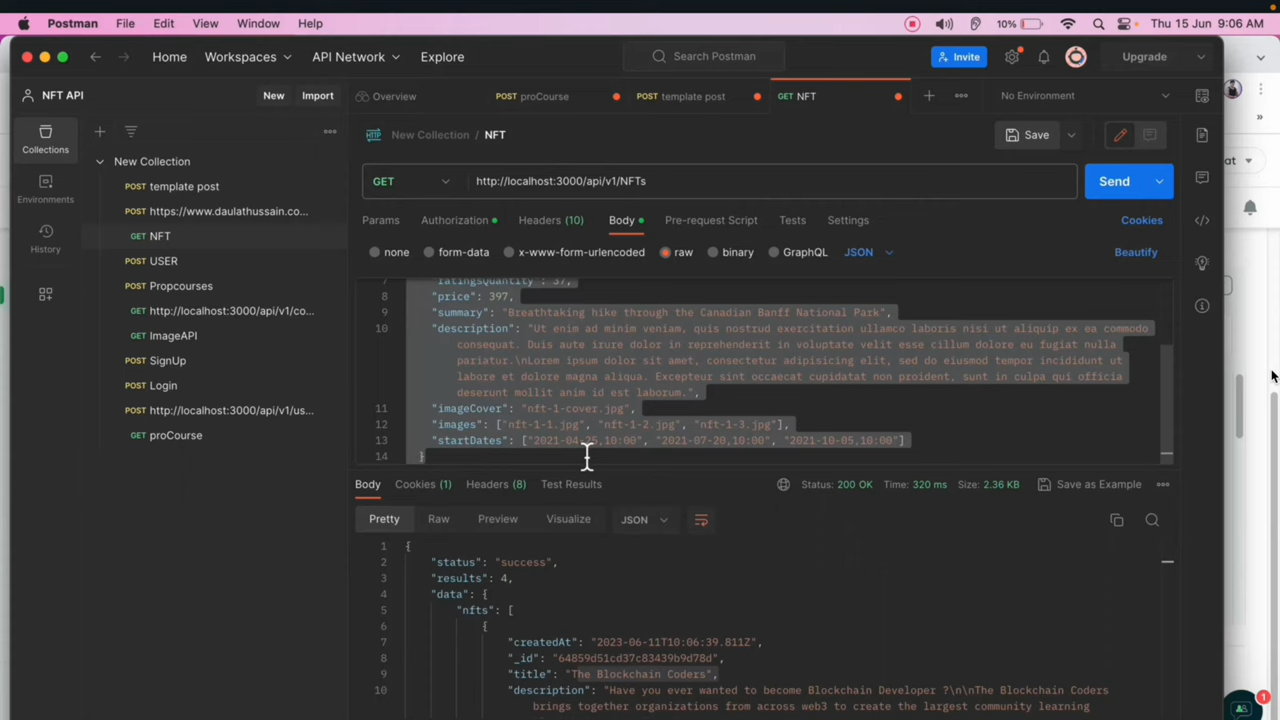 Postman File Edit View Window Help 10% Thu 15 Jun 9:06 AM
Home Workspaces API Network Explore Search Postman Invite Upgrade
NFT API New Import Overview POST proCourse POST template post GET NFT No Environment
Collections
Environments
History
New Collection
POST template post
POST https://www.daulathussain.co...
GET NFT
POST USER
POST Propcourses
GET http://localhost:3000/api/v1/co...
GET ImageAPI
POST SignUp
POST Login
POST http://localhost:3000/api/v1/us...
POST proCourse
HTTP New Collection / NFT Save
GET http://localhost:3000/api/v1/NFTs Send
Params Authorization Headers (10) Body Pre-request Script Tests Settings Cookies
none form-data x-www-form-urlencoded raw binary GraphQL JSON Beautify
7 "ratingsQuantity": 37,
8 "price": 397,
9 "summary": "Breathtaking hike through the Canadian Banff National Park",
10 "description": "Ut enim ad minim veniam, quis nostrud exercitation ullamco laboris nisi ut aliquip ex ea commodo
consequat. Duis aute irure dolor in reprehenderit in voluptate velit esse cillum dolore eu fugiat nulla
pariatur.\nLorem ipsum dolor sit amet, consectetur adipisicing elit, sed do eiusmod tempor incididunt ut
labore et dolore magna aliqua. Excepteur sint occaecat cupidatat non proident, sunt in culpa qui officia
deserunt mollit anim id est laborum.",
11 "imageCover": "nft-1-cover.jpg",
12 "images": ["nft-1-1.jpg", "nft-1-2.jpg", "nft-1-3.jpg"],
13 "startDates": ["2021-04-25,10:00", "2021-07-20,10:00", "2021-10-05,10:00"]
14 }
Body Cookies (1) Headers (8) Test Results Status: 200 OK Time: 320 ms Size: 2.36 KB Save as Example
Pretty Raw Preview Visualize JSON
1 {
2 "status": "success",
3 "results": 4,
4 "data": {
5 "nfts": [
6 {
7 "createdAt": "2023-06-11T10:06:39.811Z",
8 "_id": "64859d51cd37c83439b9d78d",
9 "title": "The Blockchain Coders",
10 "description": "Have you ever wanted to become Blockchain Developer ?\n\nThe Blockchain Coders
brings together organizations from across web3 to create the largest community learning
at
1